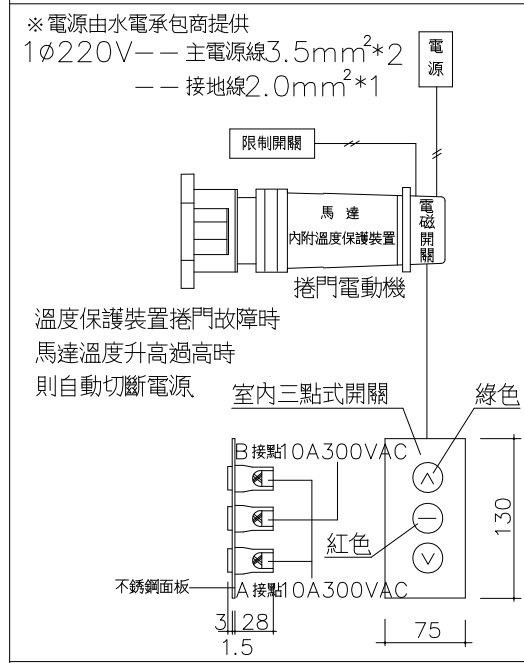 ※電源由水電承包商提供
1Ø220V－－主電源線3.5mm²*2
－－接地線2.0mm²*1
電源
限制開關
馬達
內附溫度保護裝置
電磁開關
捲門電動機
溫度保護裝置捲門故障時
馬達溫度升高過高時
則自動切斷電源
室內三點式開關
綠色
B接點10A300VAC
紅色
130
不銹鋼面板
A接點10A300VAC
3 28
1.5
75